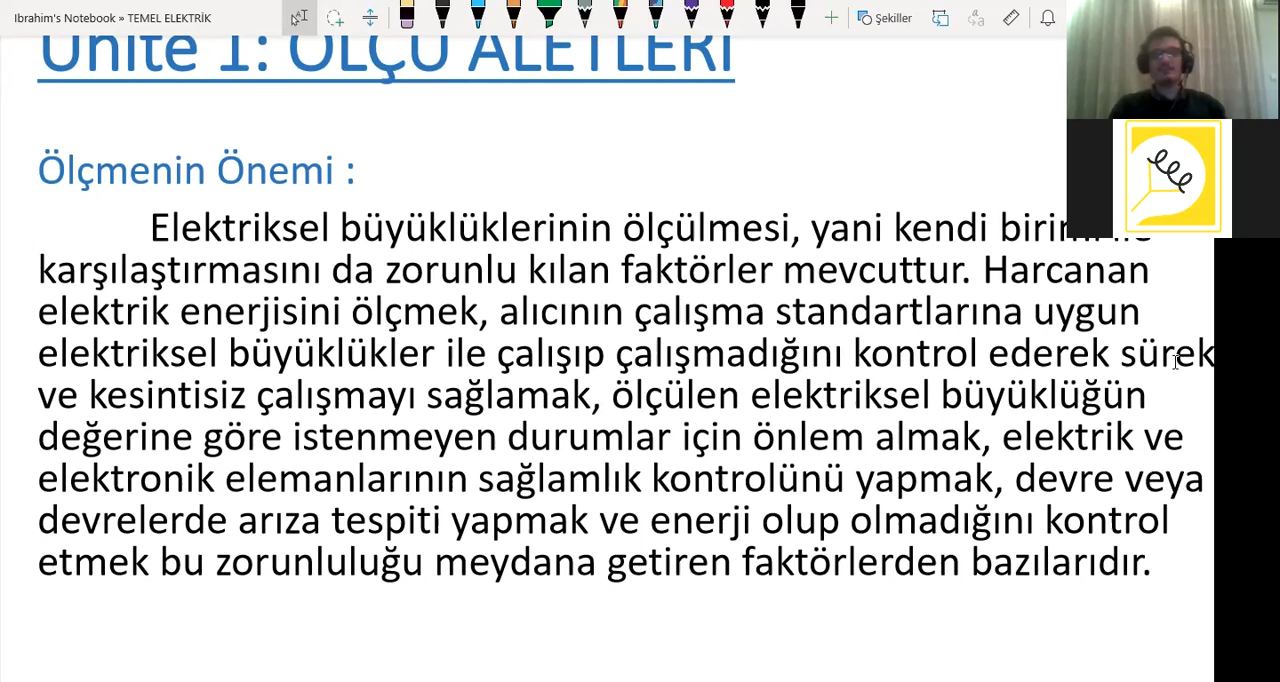 Ibrahim's Notebook » TEMEL ELEKTRİK
Şekiller
Ünite 1: ÖLÇÜ ALETLERİ
Ölçmenin Önemi :
Elektriksel büyüklüklerinin ölçülmesi, yani kendi birimi ile
karşılaştırmasını da zorunlu kılan faktörler mevcuttur. Harcanan
elektrik enerjisini ölçmek, alıcının çalışma standartlarına uygun
elektriksel büyüklükler ile çalışıp çalışmadığını kontrol ederek sürek
ve kesintisiz çalışmayı sağlamak, ölçülen elektriksel büyüklüğün
değerine göre istenmeyen durumlar için önlem almak, elektrik ve
elektronik elemanlarının sağlamlık kontrolünü yapmak, devre veya
devrelerde arıza tespiti yapmak ve enerji olup olmadığını kontrol
etmek bu zorunluluğu meydana getiren faktörlerden bazılarıdır.